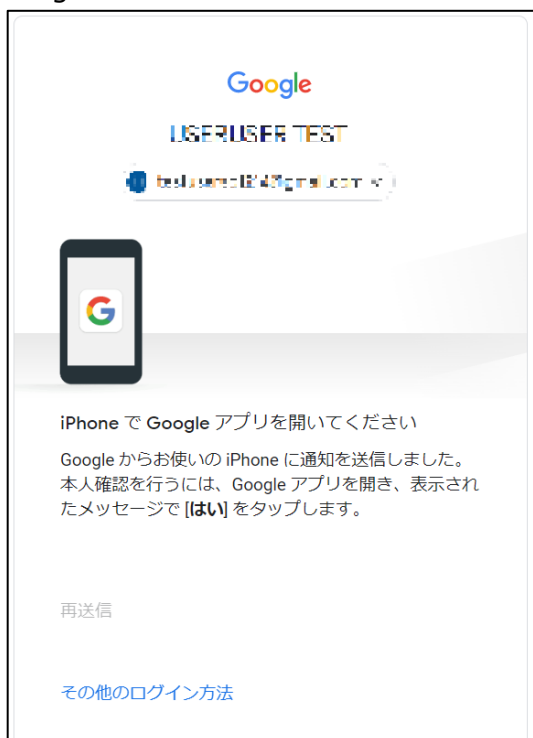 Google
USERUSER TEST
iPhone で Google アプリを開いてください
Google からお使いの iPhone に通知を送信しました。
本人確認を行うには、Google アプリを開き、表示され
たメッセージで [はい] をタップします。
再送信
その他のログイン方法